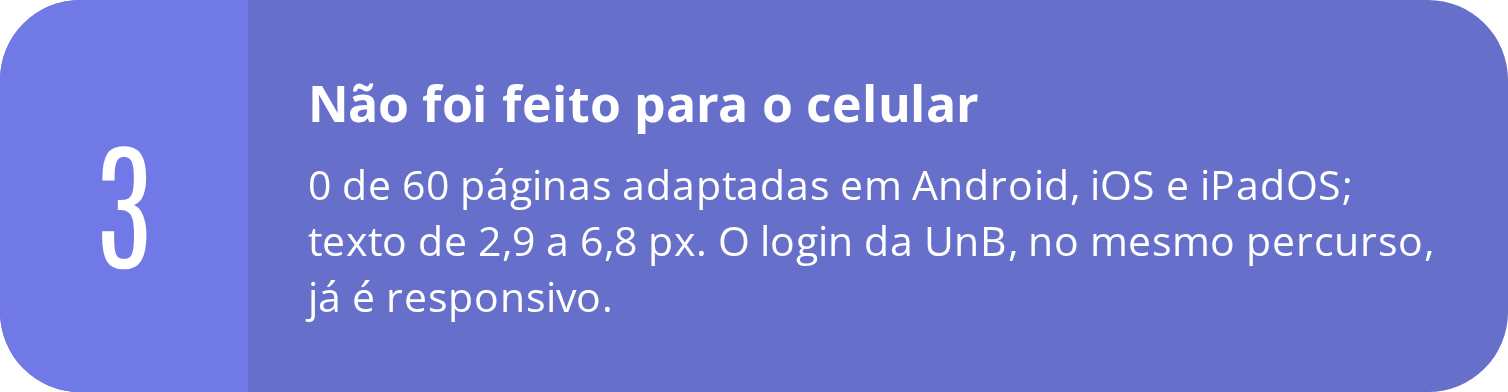 3
Não foi feito para o celular
0 de 60 páginas adaptadas em Android, iOS e iPadOS;
texto de 2,9 a 6,8 px. O login da UnB, no mesmo percurso,
já é responsivo.